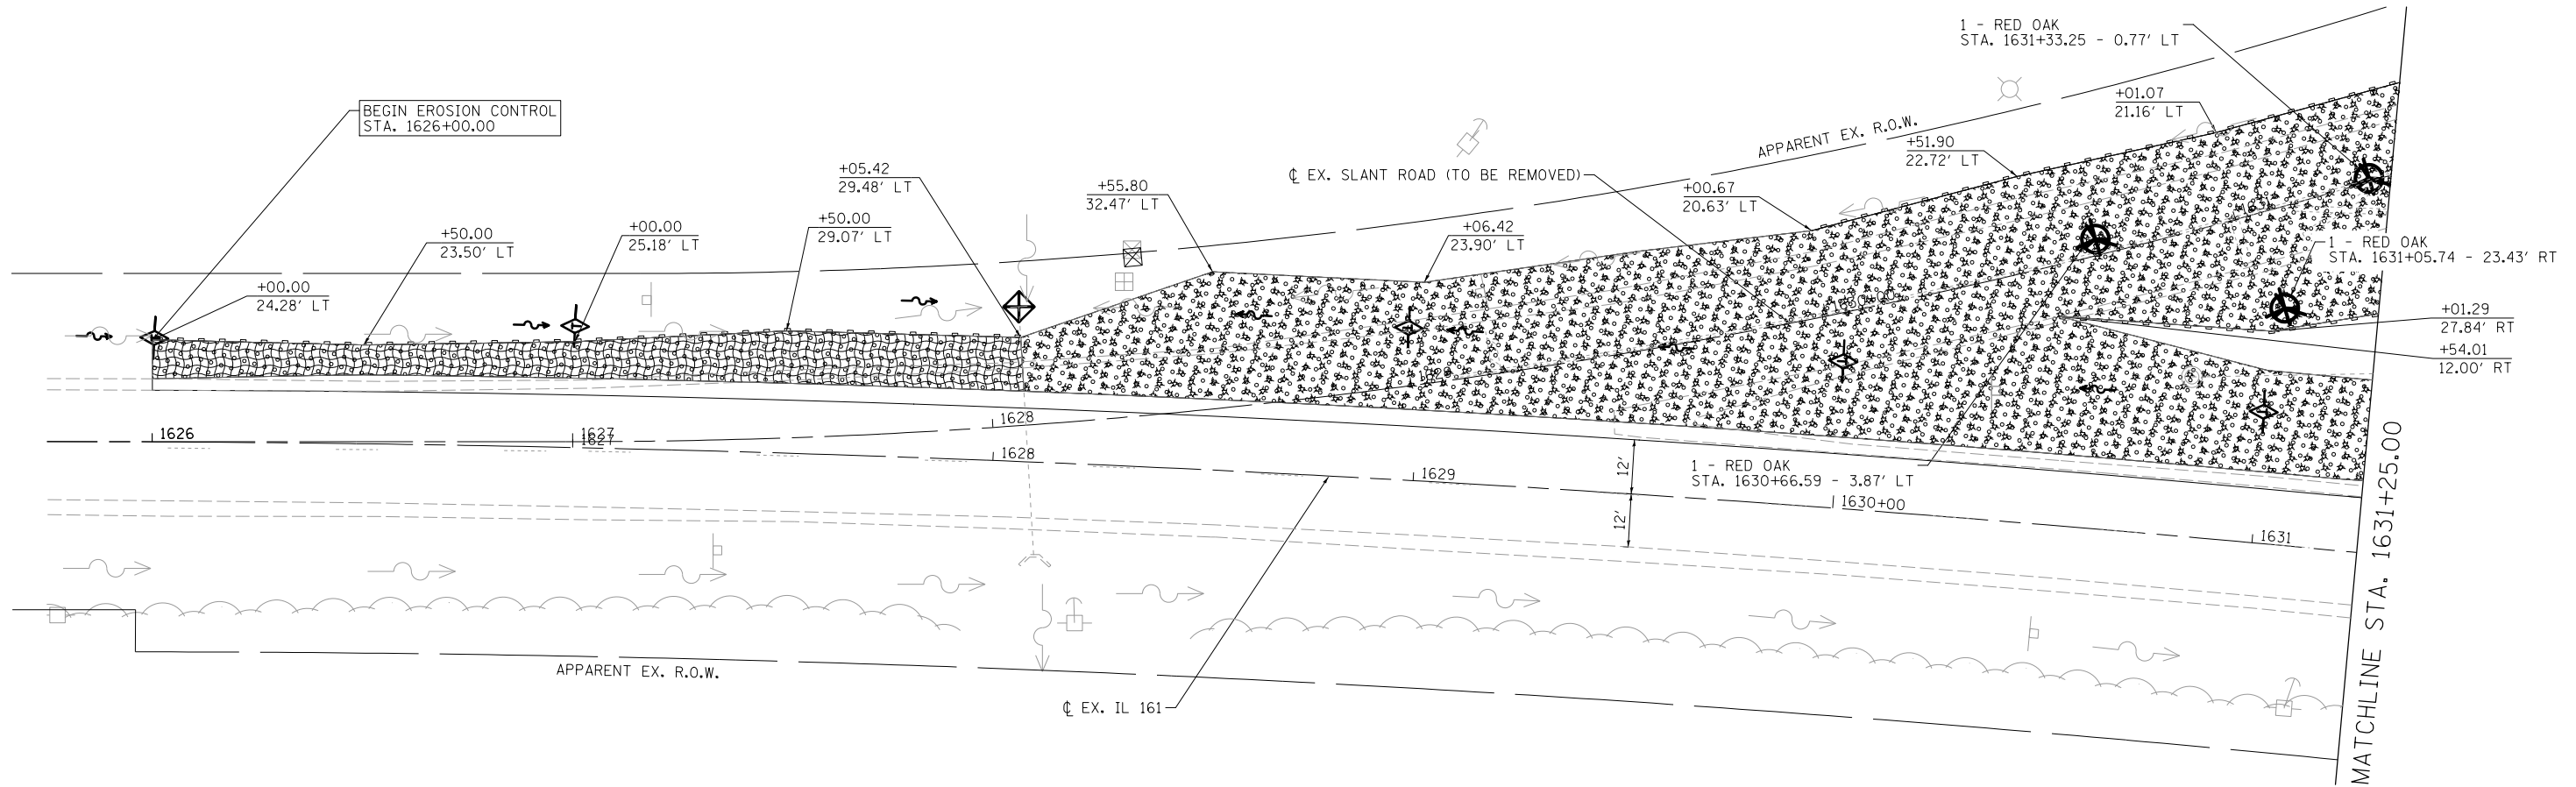 1 - RED OAK
STA. 1631+33.25 - 0.77' LT
BEGIN EROSION CONTROL
STA. 1626+00.00
+01.07
21.16' LT
APPARENT EX. R.O.W.
+51.90
22.72' LT
+05.42
29.48' LT
+55.80
32.47' LT
℄ EX. SLANT ROAD (TO BE REMOVED)
+00.67
20.63' LT
+50.00
23.50' LT
+00.00
25.18' LT
+50.00
29.07' LT
+06.42
23.90' LT
1 - RED OAK
STA. 1631+05.74 - 23.43' RT
+00.00
24.28' LT
1630+00
+01.29
27.84' RT
+54.01
12.00' RT
1629
1628
1626
1627
1627
1628
1629
12'
12'
1 - RED OAK
STA. 1630+66.59 - 3.87' LT
1630+00
1631
MATCHLINE STA. 1631+25.00
APPARENT EX. R.O.W.
℄ EX. IL 161